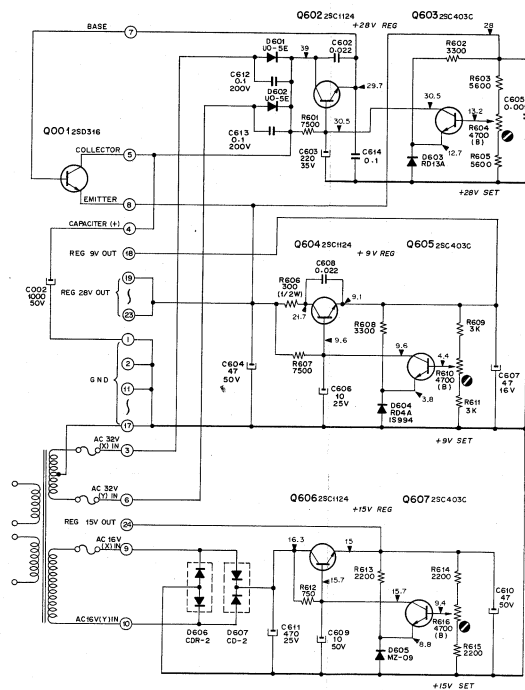 Q602 2SC1124
+28V REG
Q603 2SC403C
BASE
7
D601
UO-5E
39
C602
0.022
28
R602
3300
C612
0.1
200V
D602
UO-5E
29.7
R603
5600
C605
30.5
13.2
R604
4700
(B)
Q001 2SD316
C613
0.1
200V
R601
7500
30.5
C603
220
35V
C614
0.1
D603
RD13A
12.7
R605
5600
COLLECTOR
5
+28V SET
EMITTER
8
CAPACITER (+)
4
REG 9V OUT
18
Q604 2SC1124
+9V REG
Q605 2SC403C
C002
1000
50V
REG 28V OUT
19
23
R606
300
(1/2W)
C608
0.022
21.7
9.1
R608
3300
R609
3K
1
2
GND
11
17
C604
47
50V
9.6
R607
7500
9.6
4.4
R610
4700
(B)
C607
47
16V
C606
10
25V
D604
RD4A
1S994
3.8
R611
3K
+9V SET
AC 32V
(X) IN
3
AC 32V
(Y) IN
6
REG 15V OUT
24
Q606 2SC1124
+15V REG
Q607 2SC403C
AC 16V
(X) IN
9
16.3
15
R613
2200
R614
2200
15.7
R612
750
15.7
9.4
R616
4700
(B)
C610
47
50V
AC16V(Y) IN
10
D606
CDR-2
D607
CD-2
C611
470
25V
C609
10
50V
D605
MZ-09
8.8
R615
2200
+15V SET